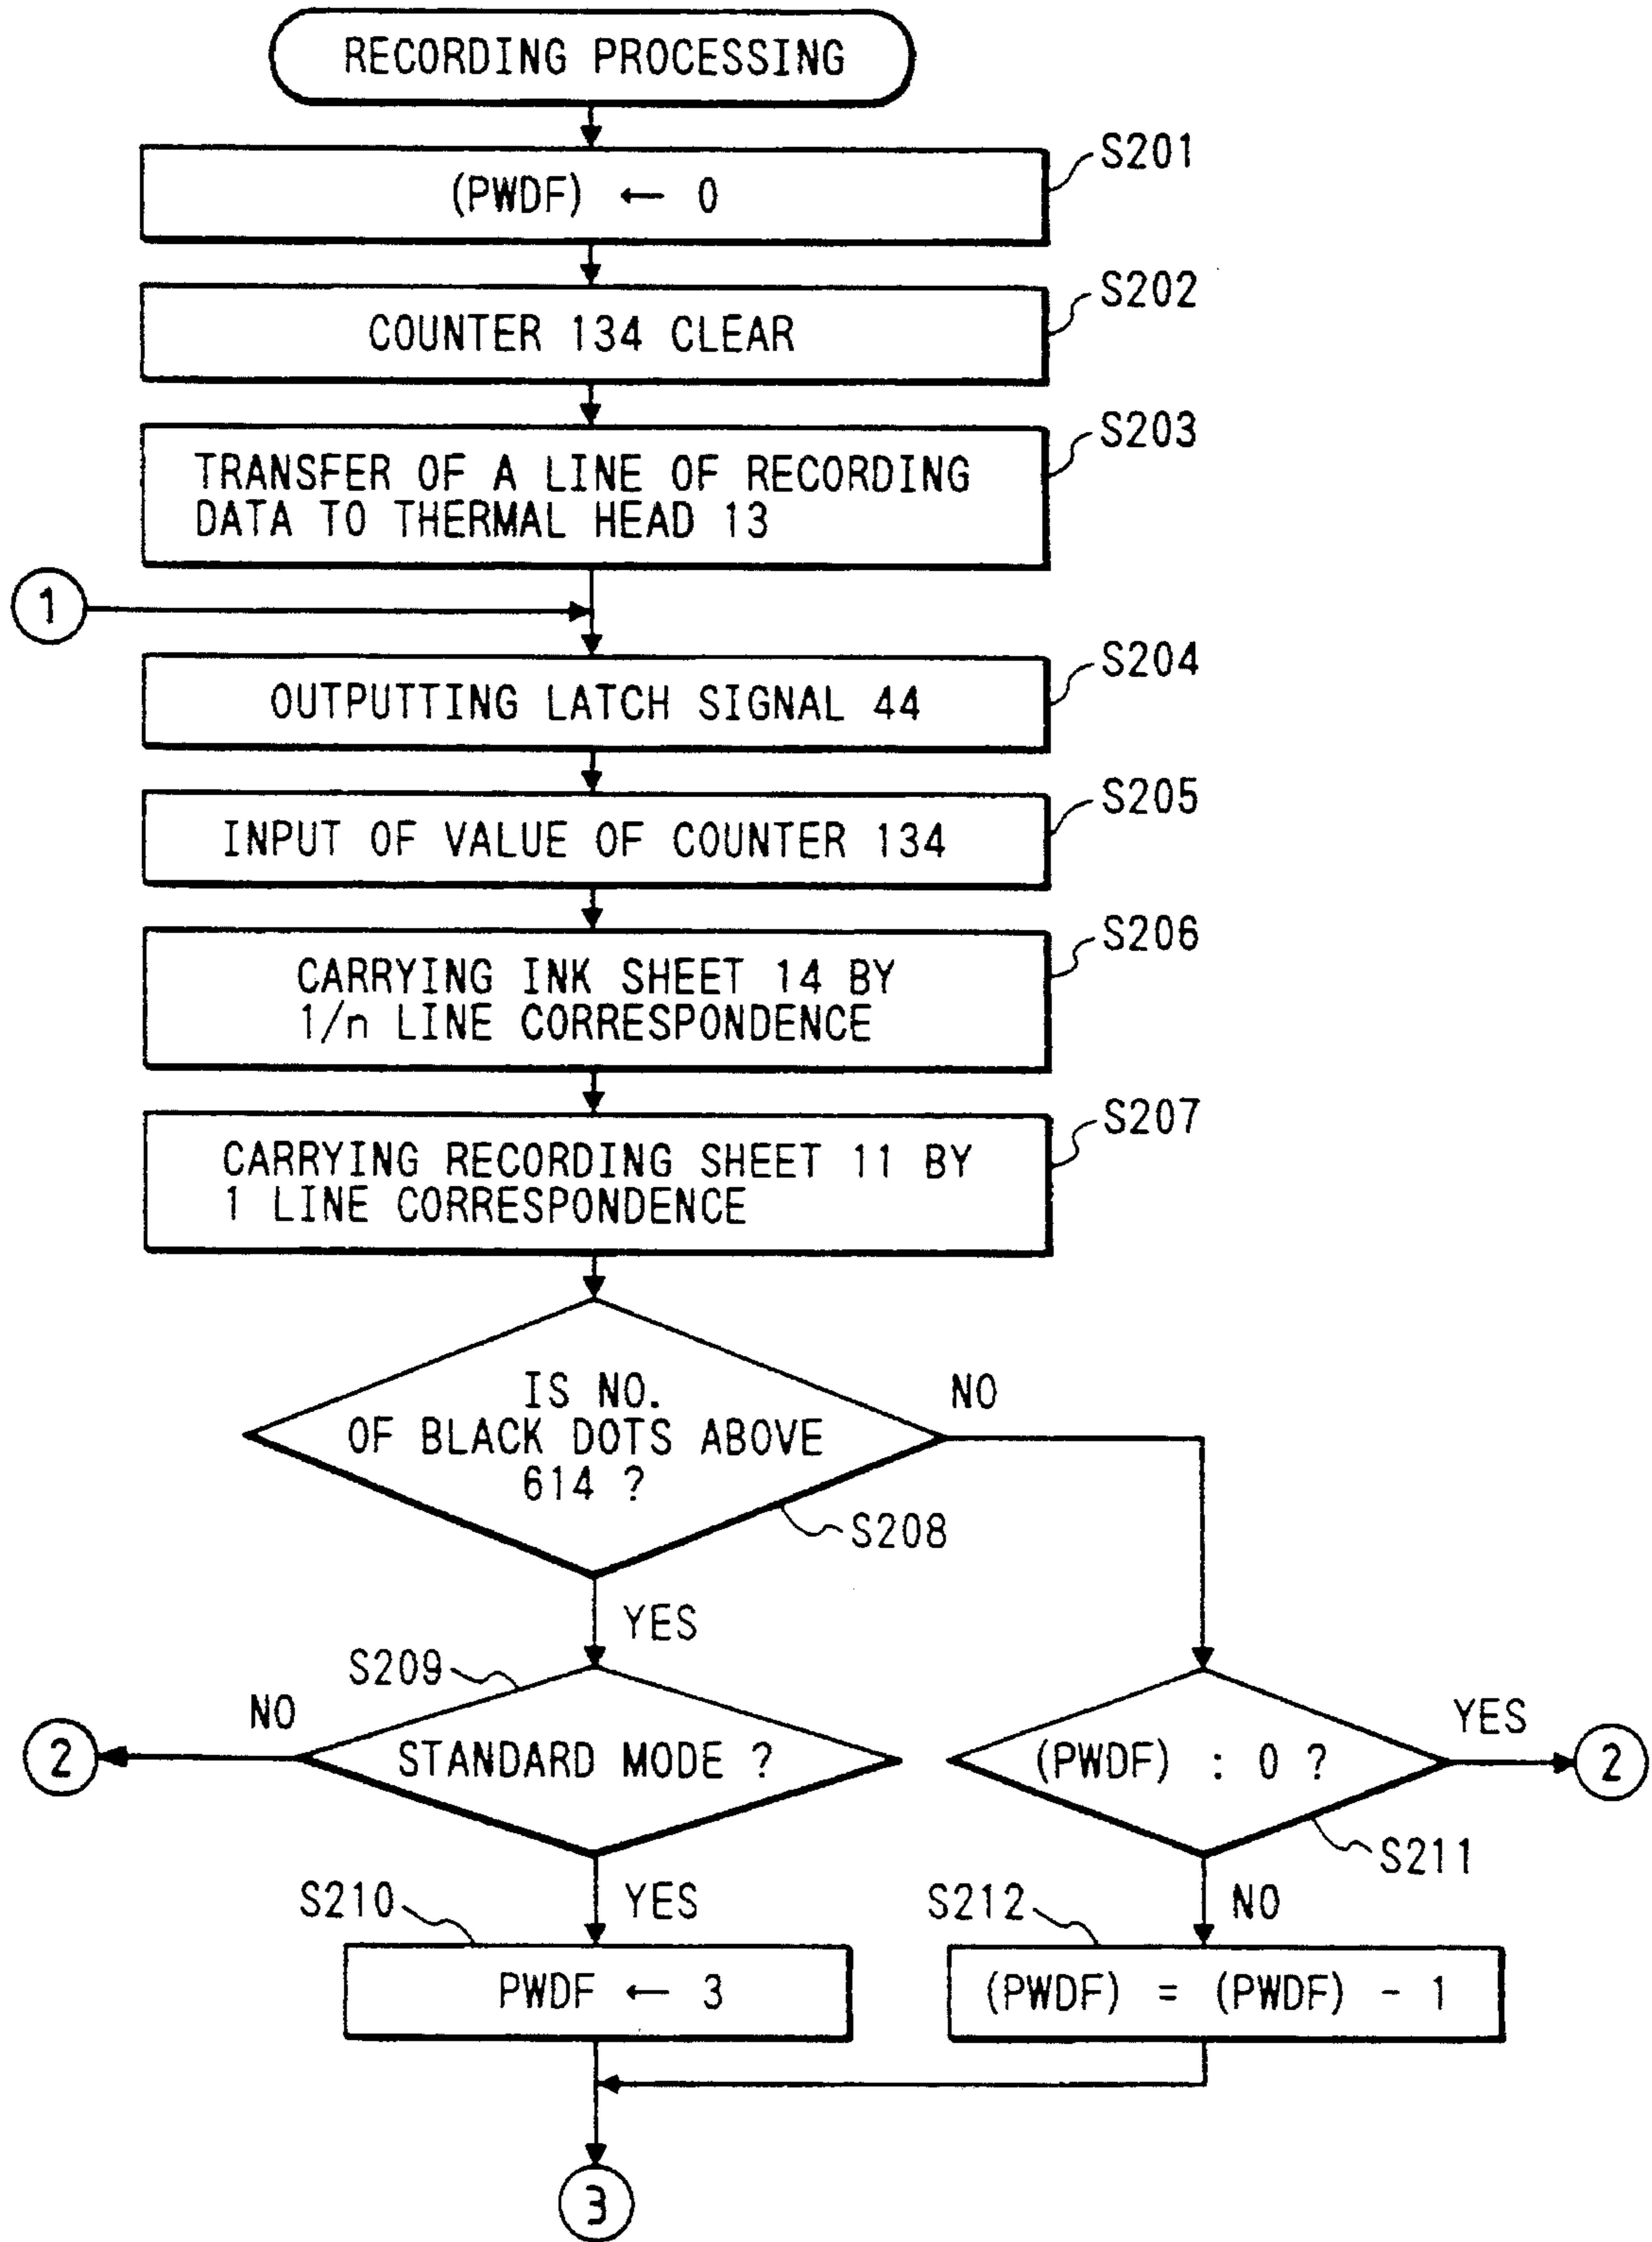 RECORDING PROCESSING
S201
(PWDF) ← 0
S202
COUNTER 134 CLEAR
S203
TRANSFER OF A LINE OF RECORDING
DATA TO THERMAL HEAD 13
1
S204
OUTPUTTING LATCH SIGNAL 44
S205
INPUT OF VALUE OF COUNTER 134
S206
CARRYING INK SHEET 14 BY
1/n LINE CORRESPONDENCE
S207
CARRYING RECORDING SHEET 11 BY
1 LINE CORRESPONDENCE
IS NO.
OF BLACK DOTS ABOVE
614 ?
NO
S208
YES
S209
NO
2
STANDARD MODE ?
(PWDF) : 0 ?
YES
2
S211
S210
YES
S212
NO
PWDF ← 3
(PWDF) = (PWDF) - 1
3